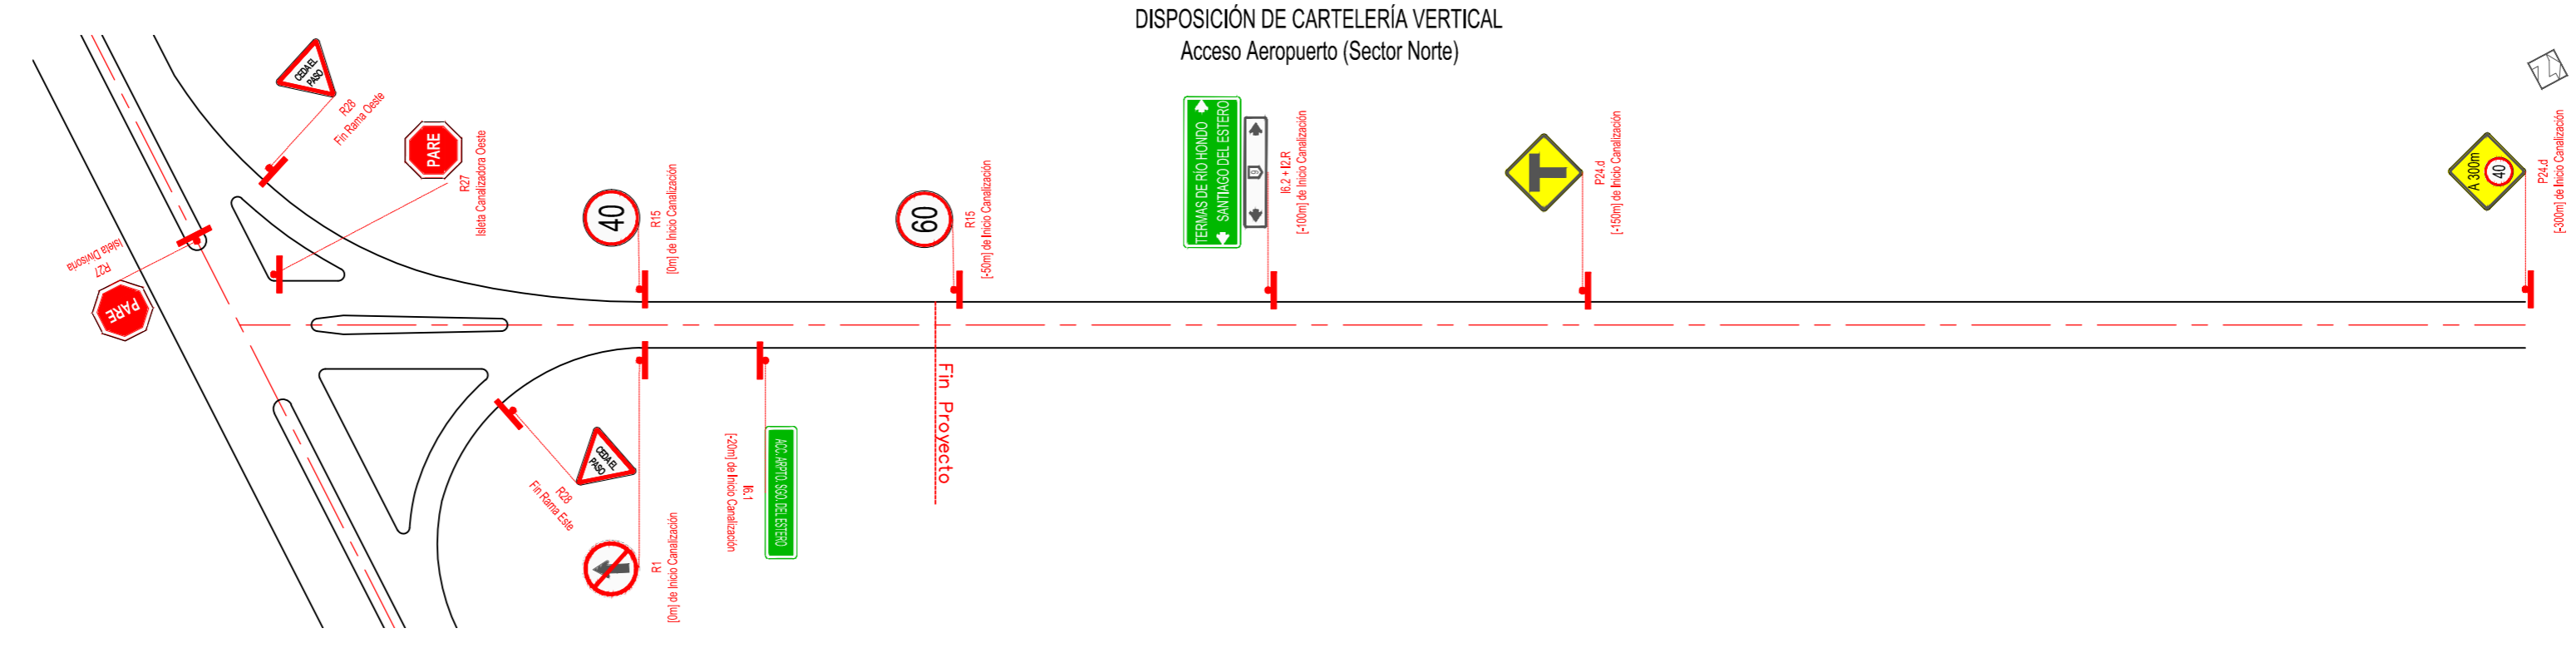 DISPOSICIÓN DE CARTELERÍA VERTICAL
Acceso Aeropuerto (Sector Norte)
CEDA EL
PASO
R28
Fin Rama Oeste
PARE
R27
Isleta Canalizadora Oeste
Isleta Divisoria
R27
PARE
40
R15
[0m] de Inicio Canalización
60
R15
[-50m] de Inicio Canalización
TERMAS DE RÍO HONDO
SANTIAGO DEL ESTERO
9
I6.2 + I2.R
[-100m] de Inicio Canalización
P24.d
[-150m] de Inicio Canalización
A 300m
40
P24.d
[-300m] de Inicio Canalización
CEDA EL
PASO
R28
Fin Rama Este
R1
[0m] de Inicio Canalización
ACC. ARPTO. SGO. DEL ESTERO
I6.1
[-20m] de Inicio Canalización
Fin Proyecto